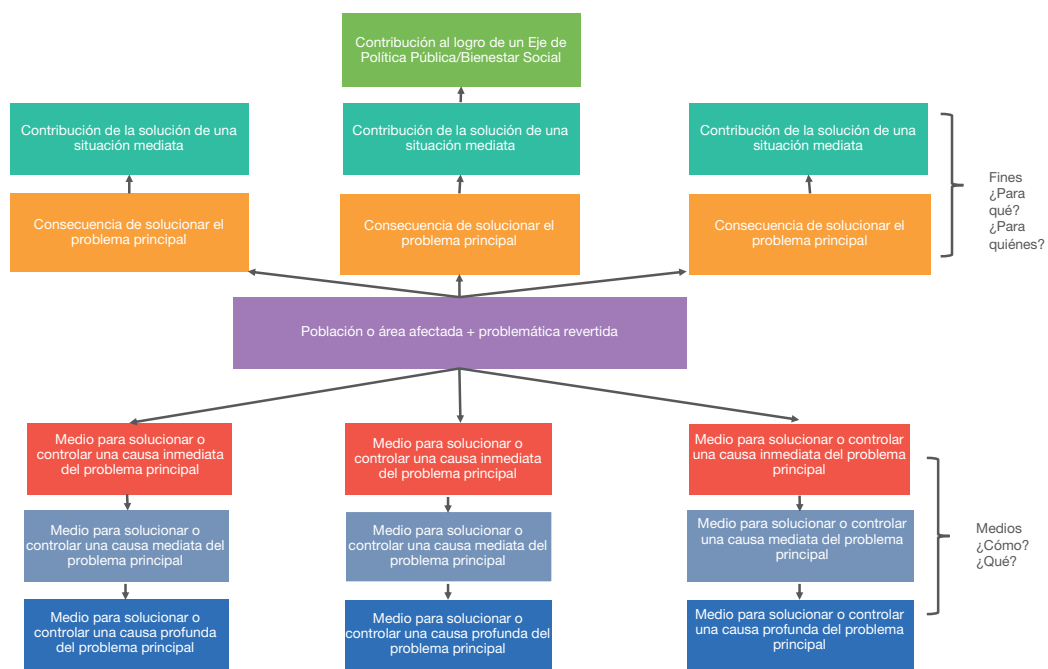 Contribución al logro de un Eje de
Política Pública/Bienestar Social
Contribución de la solución de una
situación mediata
Contribución de la solución de una
situación mediata
Contribución de la solución de una
situación mediata
Consecuencia de solucionar el
problema principal
Consecuencia de solucionar el
problema principal
Consecuencia de solucionar el
problema principal
Fines
¿Para
qué?
¿Para
quiénes?
Población o área afectada + problemática revertida
Medio para solucionar o
controlar una causa inmediata
del problema principal
Medio para solucionar o
controlar una causa inmediata
del problema principal
Medio para solucionar o controlar
una causa inmediata del problema
principal
Medio para solucionar o
controlar una causa mediata del
problema principal
Medio para solucionar o
controlar una causa mediata del
problema principal
Medio para solucionar o controlar
una causa mediata del problema
principal
Medios
¿Cómo?
¿Qué?
Medio para solucionar o
controlar una causa profunda
del problema principal
Medio para solucionar o
controlar una causa profunda del
problema principal
Medio para solucionar o controlar
una causa profunda del problema
principal